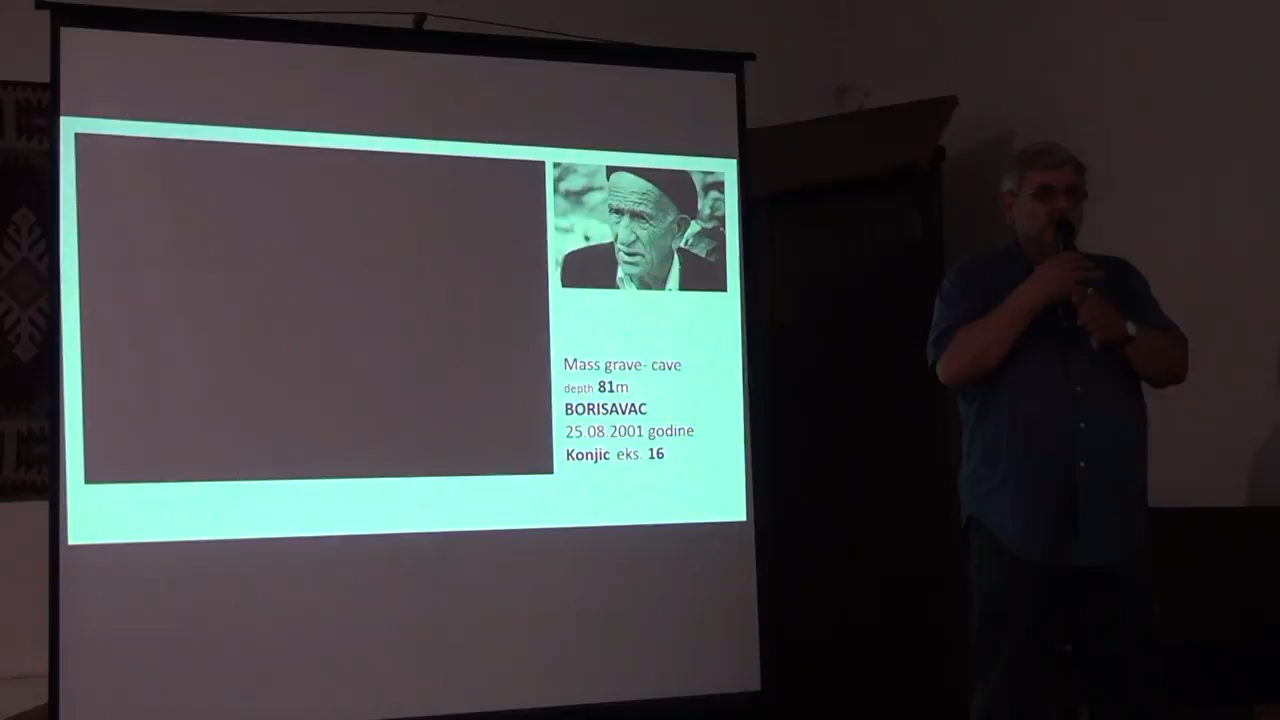 Mass grave- cave
depth 81m
BORISAVAC
25.08.2001 godine
Konjic eks. 16